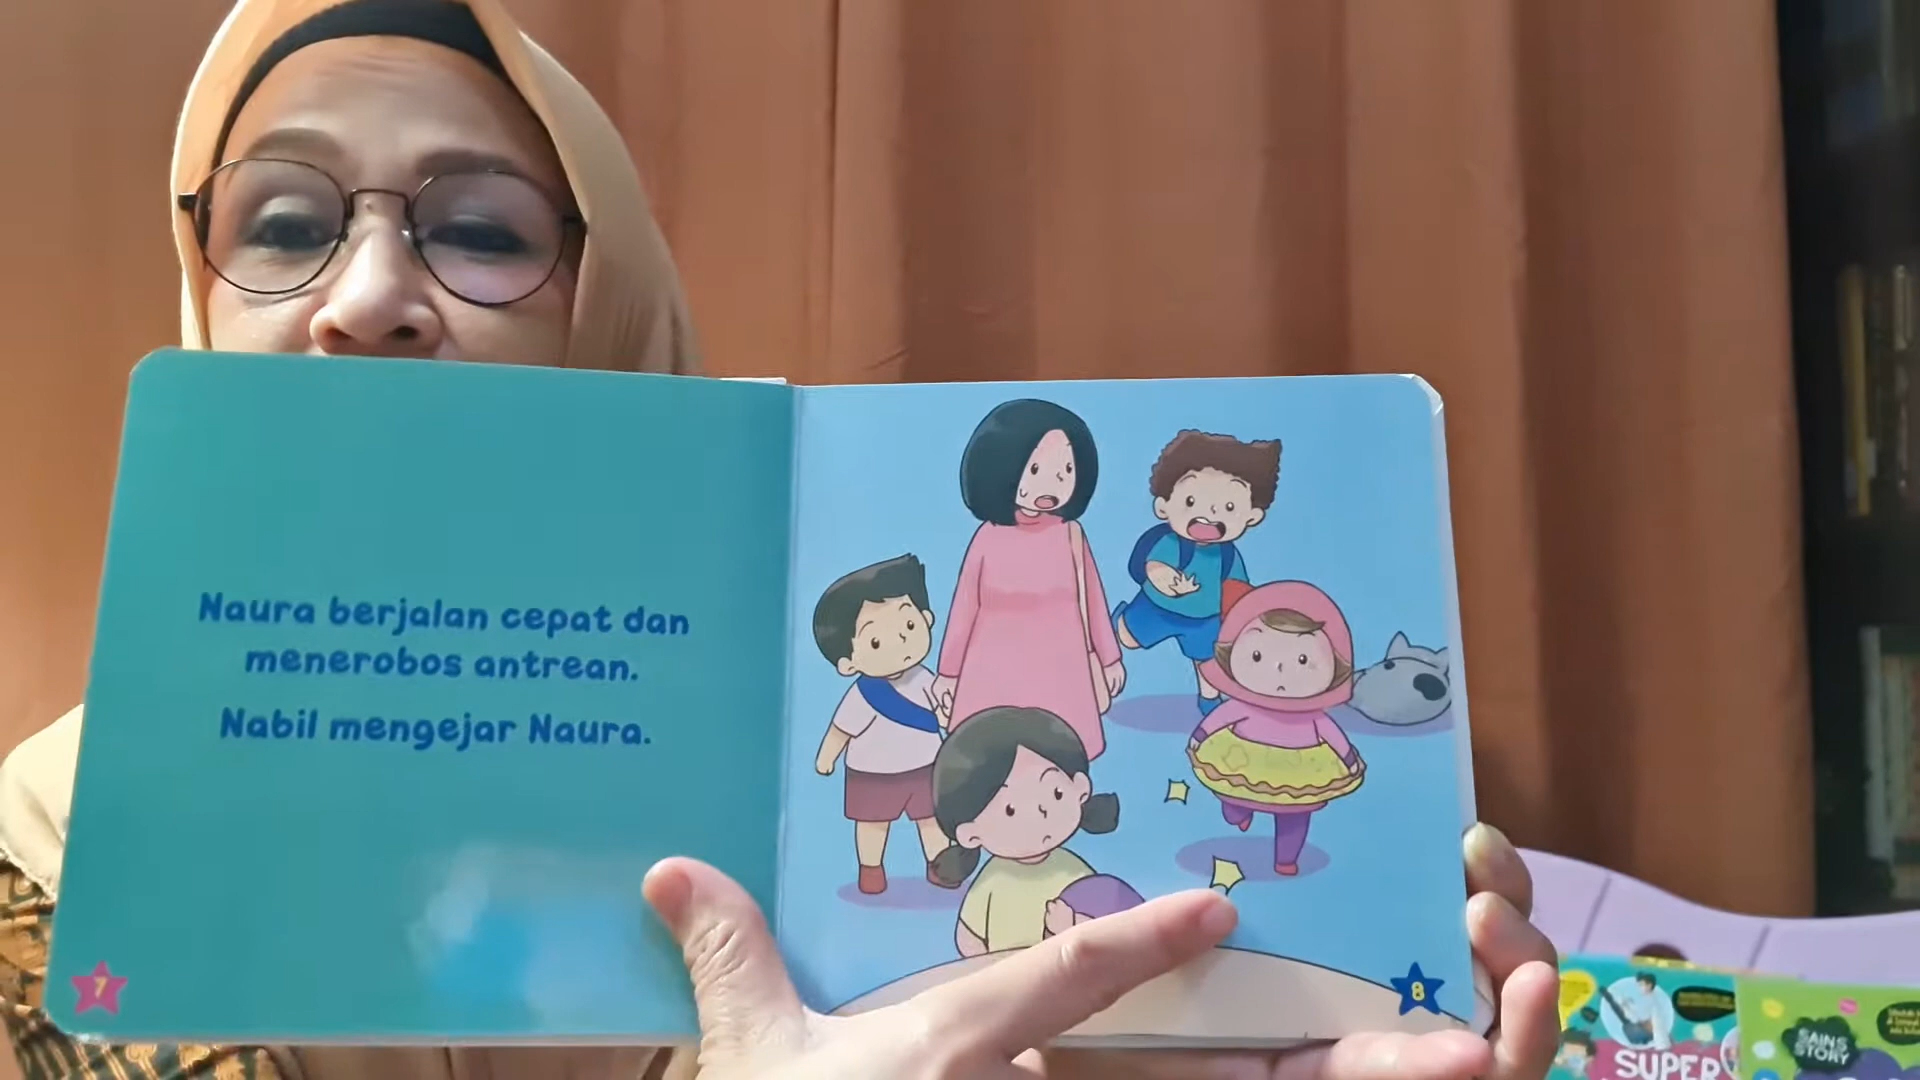 Naura berjalan cepat dan
menerobos antrean.
Nabil mengejar Naura.
7
8
SUPER
SAINS
STORY